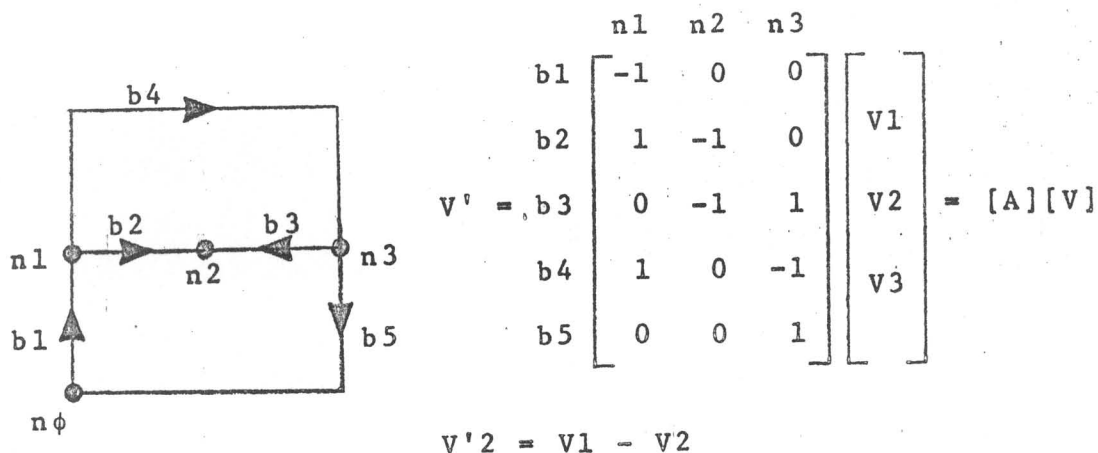 n1 n2 n3
b1 -1 0 0
b2 1 -1 0
V' = b3 0 -1 1
b4 1 0 -1
b5 0 0 1
V1
V2
V3
= [A][V]
b4
b2 b3
n1 n2 n3
b1 b5
nϕ
V'2 = V1 - V2